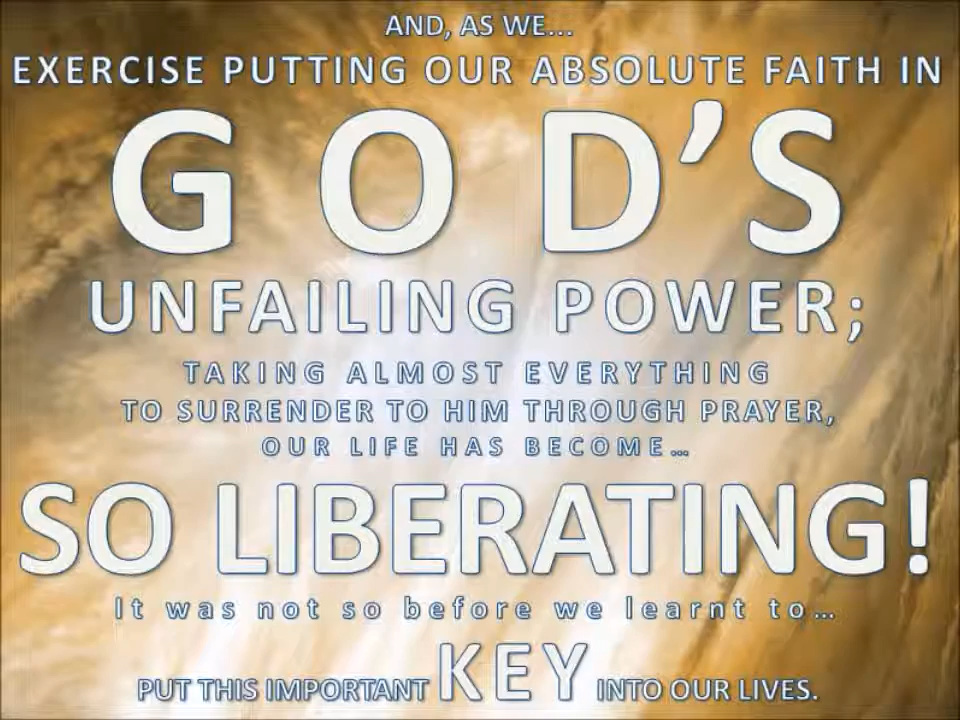 AND, AS WE...
EXERCISE PUTTING OUR ABSOLUTE FAITH IN
GOD'S
UNFAILING POWER;
TAKING ALMOST EVERYTHING
TO SURRENDER TO HIM THROUGH PRAYER,
OUR LIFE HAS BECOME...
SO LIBERATING!
It was not so before we learnt to...
PUT THIS IMPORTANT KEY INTO OUR LIVES.